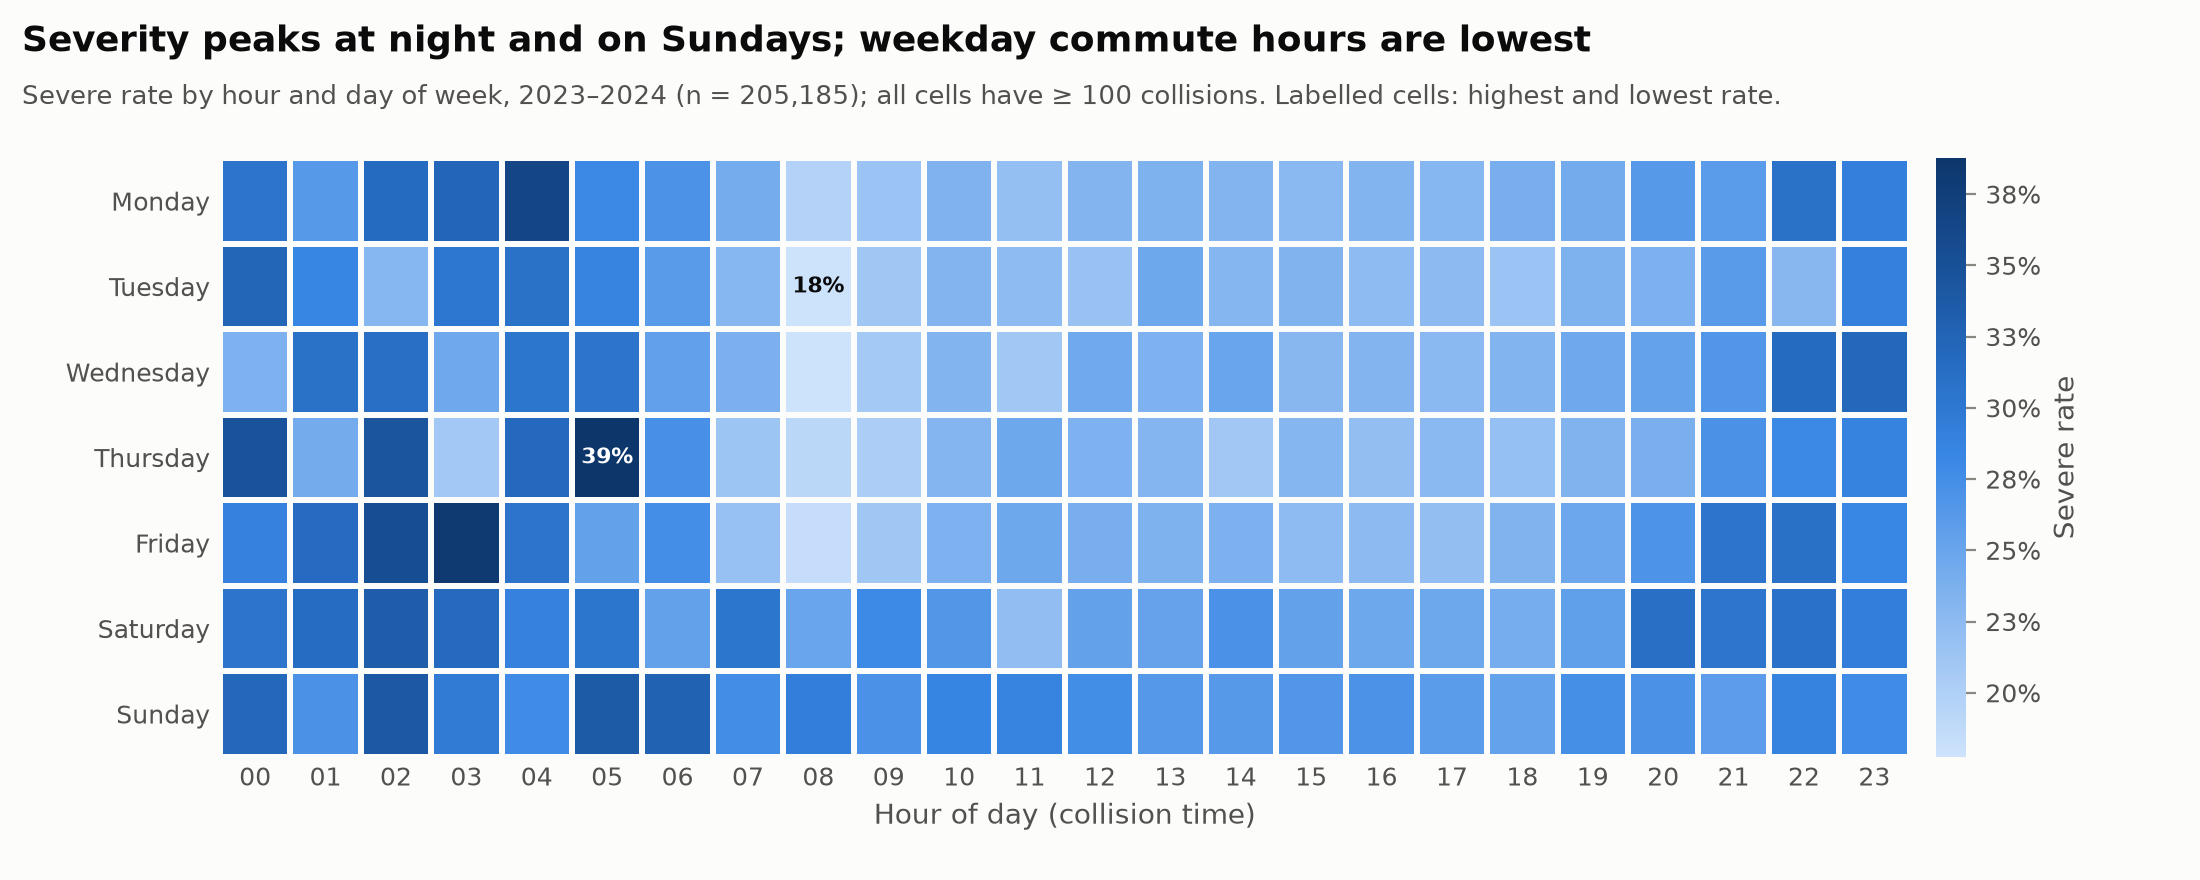 Severity peaks at night and on Sundays; weekday commute hours are lowest
Severe rate by hour and day of week, 2023–2024 (n = 205,185); all cells have ≥ 100 collisions. Labelled cells: highest and lowest rate.
Monday
Tuesday
Wednesday
Thursday
Friday
Saturday
Sunday
18%
39%
00 01 02 03 04 05 06 07 08 09 10 11 12 13 14 15 16 17 18 19 20 21 22 23
Hour of day (collision time)
38%
35%
33%
30%
28%
25%
23%
20%
Severe rate